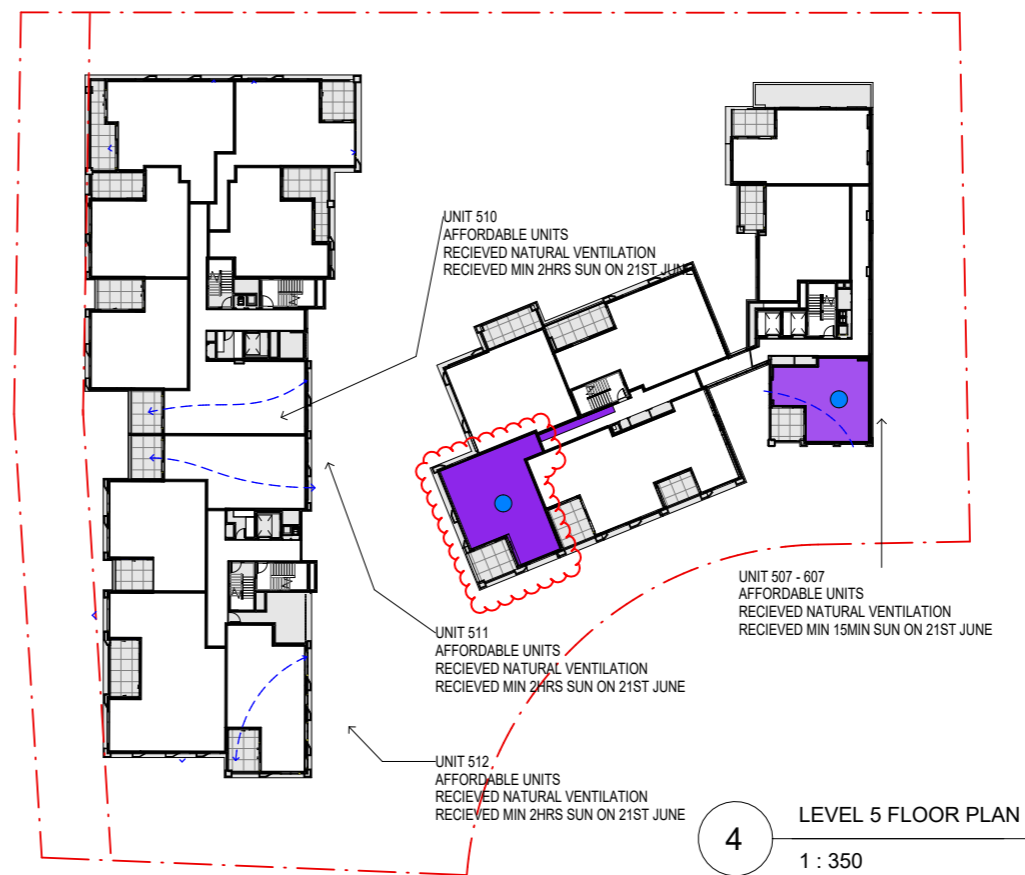 UNIT 510
AFFORDABLE UNITS
RECIEVED NATURAL VENTILATION
RECIEVED MIN 2HRS SUN ON 21ST JUNE
UNIT 507 - 607
AFFORDABLE UNITS
RECIEVED NATURAL VENTILATION
RECIEVED MIN 15MIN SUN ON 21ST JUNE
UNIT 511
AFFORDABLE UNITS
RECIEVED NATURAL VENTILATION
RECIEVED MIN 2HRS SUN ON 21ST JUNE
UNIT 512
AFFORDABLE UNITS
RECIEVED NATURAL VENTILATION
RECIEVED MIN 2HRS SUN ON 21ST JUNE
4
LEVEL 5 FLOOR PLAN
1 : 350